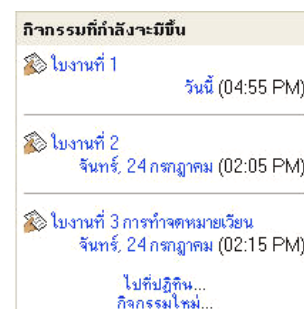 กิจกรรมที่กำลังจะมีขึ้น
ใบงานที่ 1
วันนี้ (04:55 PM)
ใบงานที่ 2
จันทร์, 24 กรกฎาคม (02:05 PM)
ใบงานที่ 3 การทำจดหมายเวียน
จันทร์, 24 กรกฎาคม (02:15 PM)
ไปที่ปฏิทิน...
กิจกรรมใหม่...